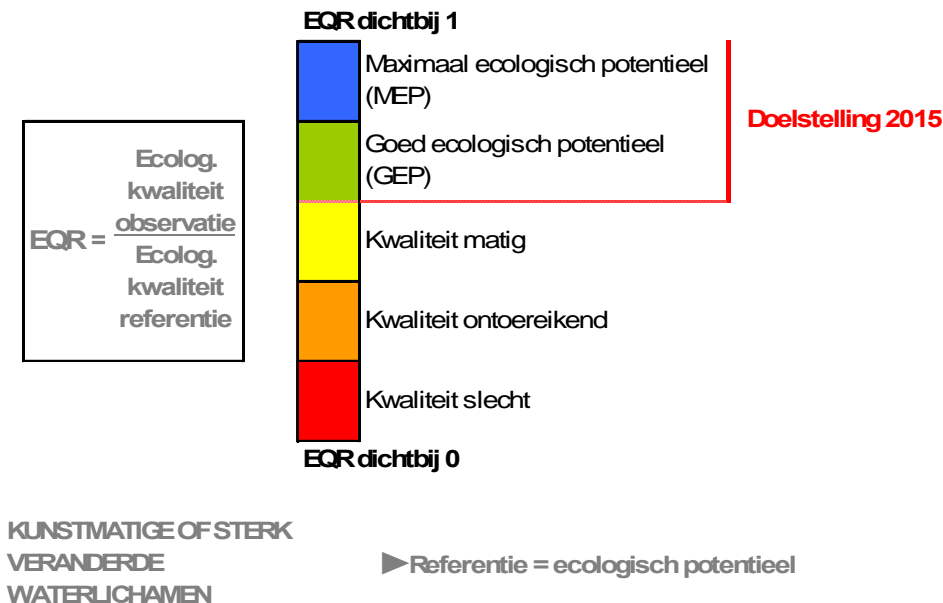 EQR dichtbij 1
Maximaal ecologisch potentieel
(MEP)
Doelstelling 2015
Goed ecologisch potentieel
(GEP)
EQR =
Ecolog.
kwaliteit
observatie
Ecolog.
kwaliteit
referentie
Kwaliteit matig
Kwaliteit ontoereikend
Kwaliteit slecht
EQR dichtbij 0
KUNSTMATIGE OF STERK
VERANDERDE
WATERLICHAMEN
►Referentie = ecologisch potentieel